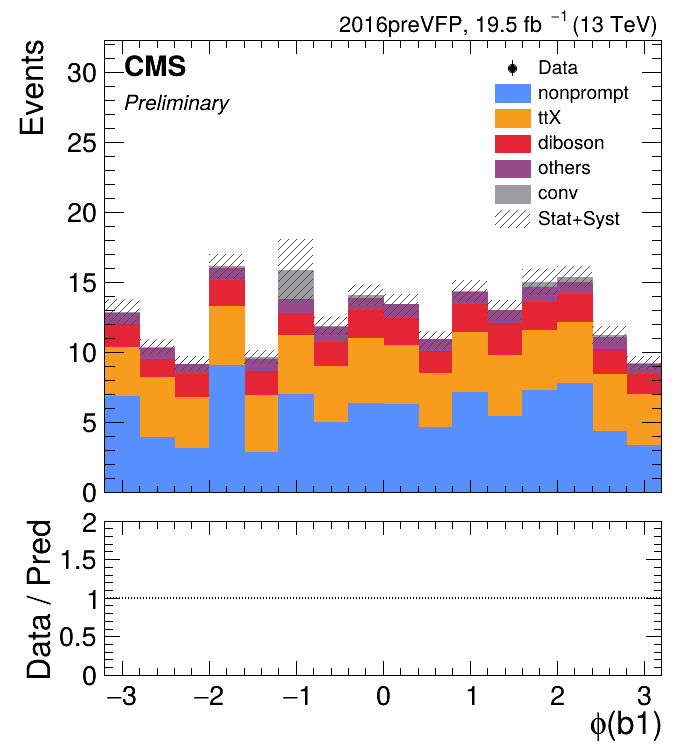 2016preVFP, 19.5 fb⁻¹ (13 TeV)
CMS
Preliminary
Events
30
25
20
15
10
5
0
Data
nonprompt
ttX
diboson
others
conv
Stat+Syst
Data / Pred
2
1.5
1
0.5
0
−3 −2 −1 0 1 2 3
ϕ(b1)